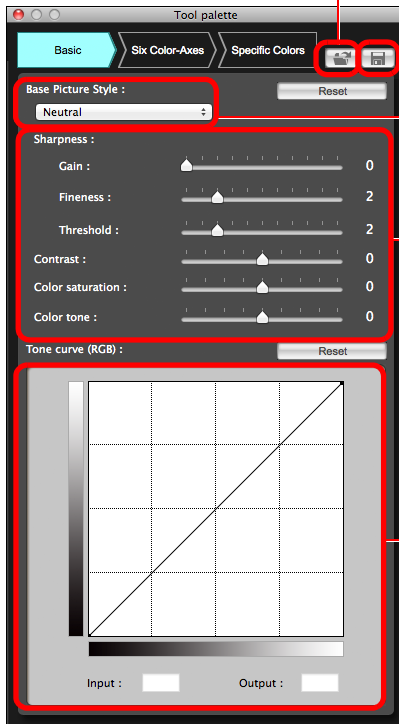 Tool palette
Basic Six Color-Axes Specific Colors
Base Picture Style : Reset
Neutral
Sharpness :
Gain : 0
Fineness : 2
Threshold : 2
Contrast : 0
Color saturation : 0
Color tone : 0
Tone curve (RGB) : Reset
Input : Output :